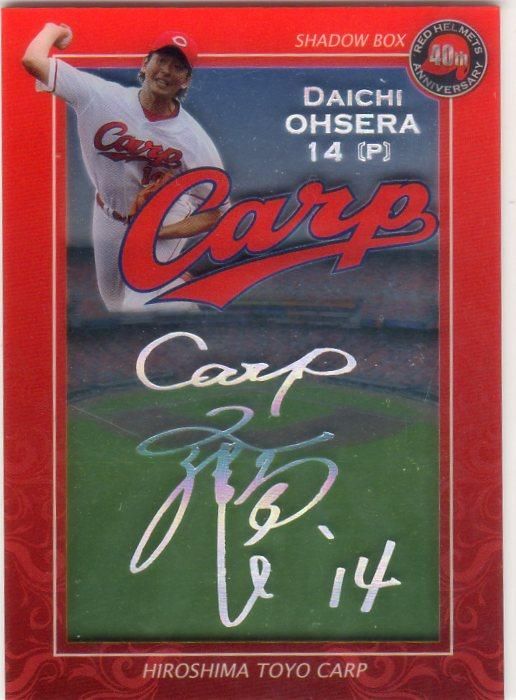 SHADOW BOX
RED HELMETS
40TH
ANNIVERSARY
DAICHI
OHSERA
14 (P)
Carp
Carp
Carp
'14
HIROSHIMA TOYO CARP